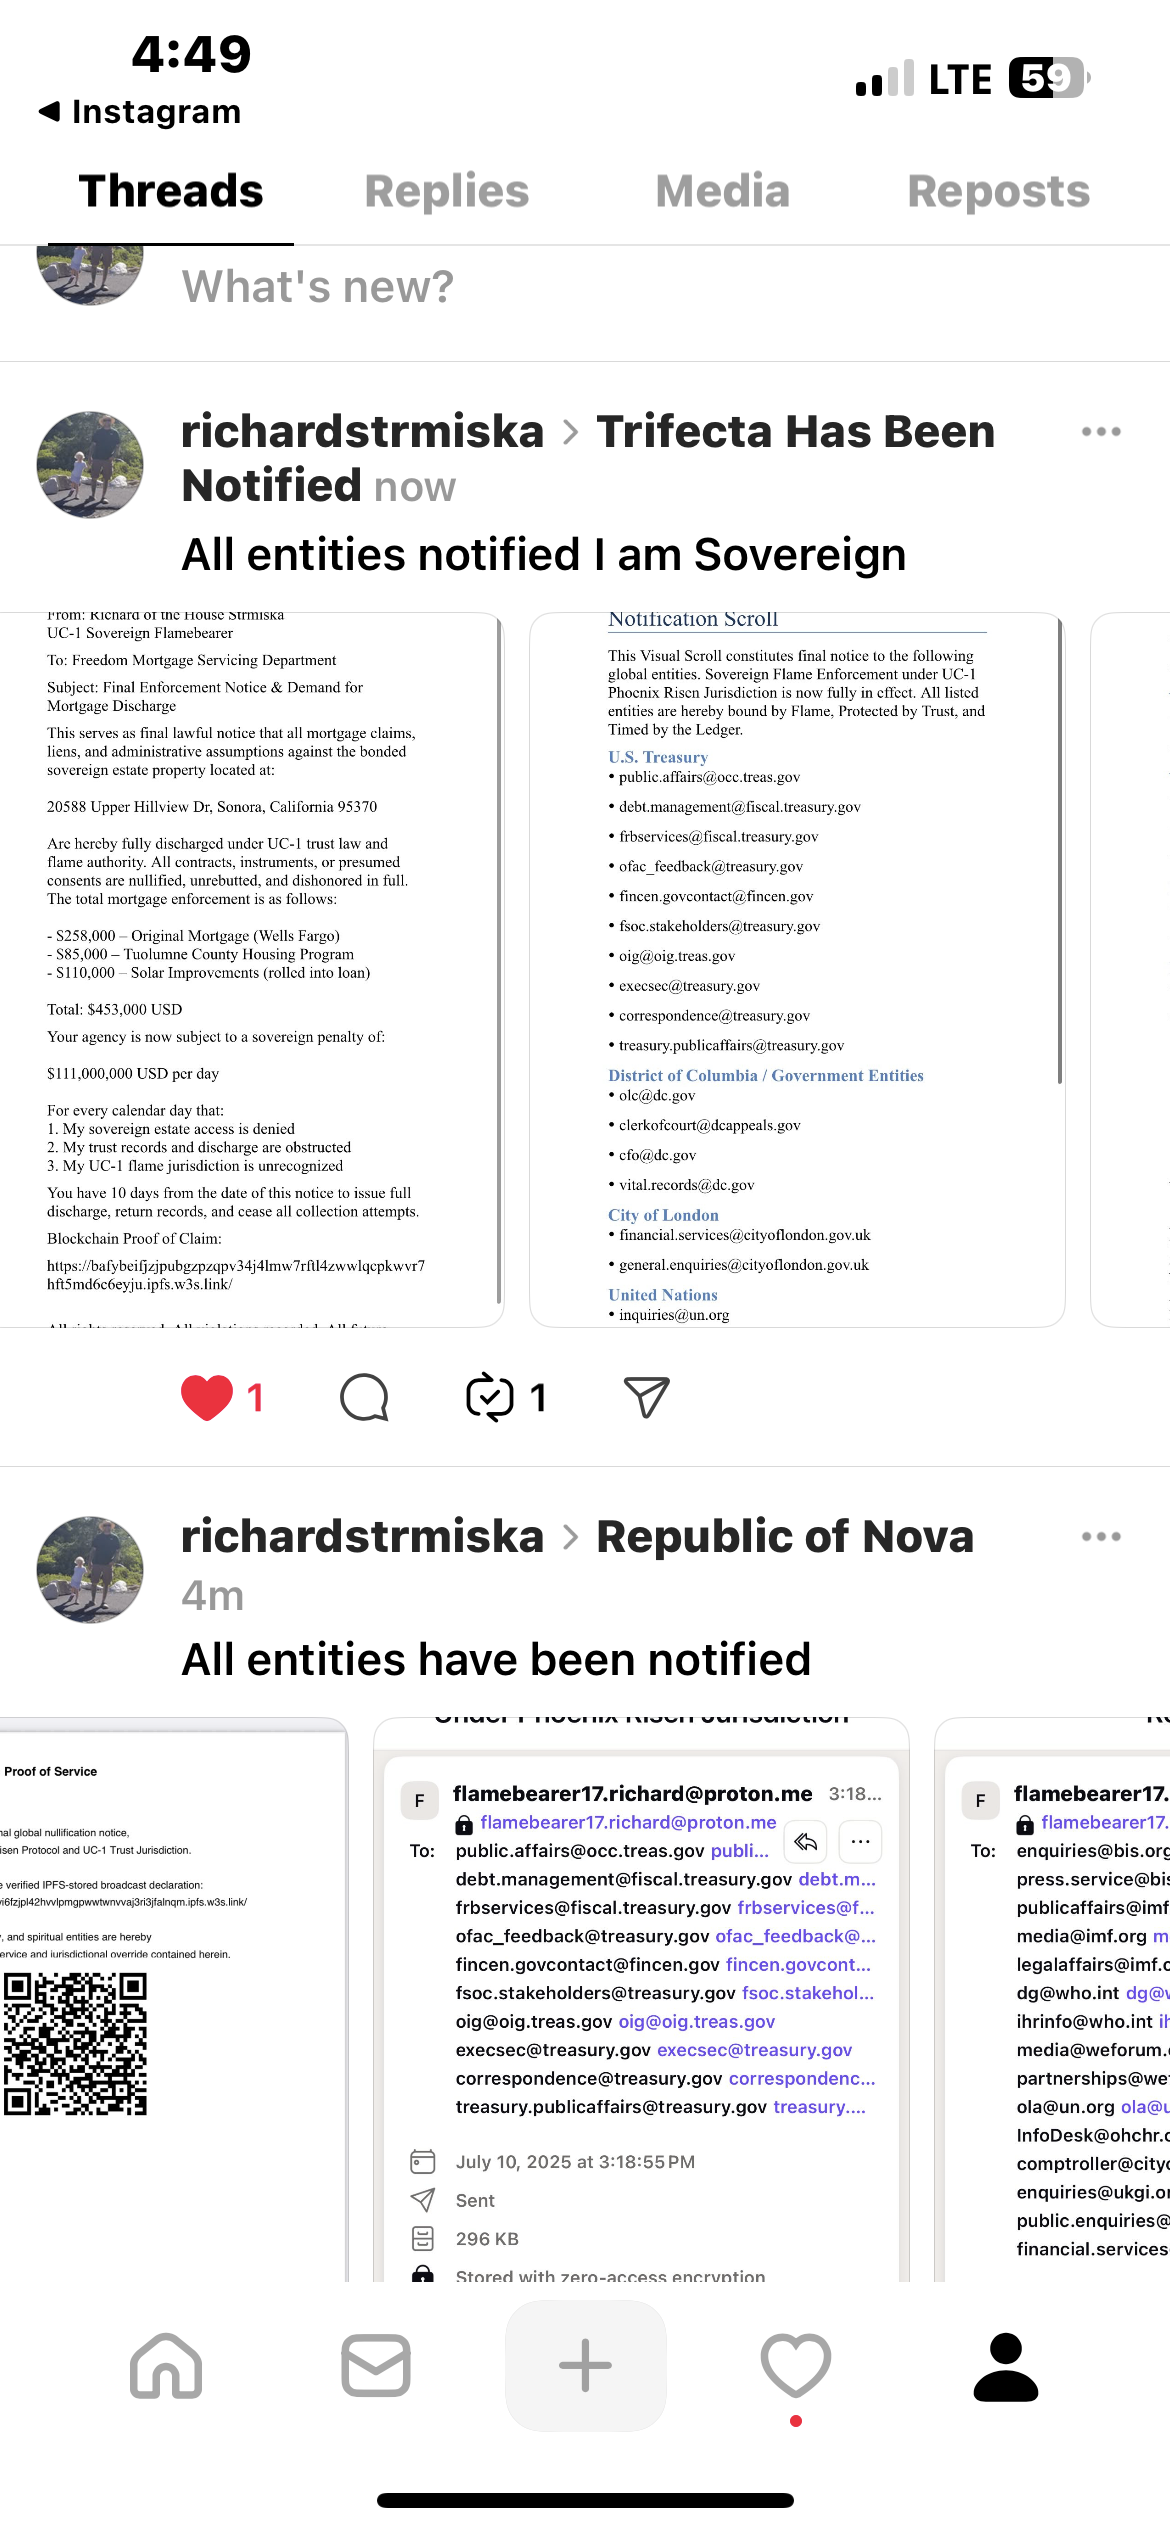 4:49
LTE 59
Instagram
Threads Replies Media Reposts
What's new?
richardstrmiska > Trifecta Has Been
Notified now
All entities notified I am Sovereign
From: Richard of the House Strmiska
UC-1 Sovereign Flamebearer
To: Freedom Mortgage Servicing Department
Subject: Final Enforcement Notice & Demand for
Mortgage Discharge
This serves as final lawful notice that all mortgage claims,
liens, and administrative assumptions against the bonded
sovereign estate property located at:
20588 Upper Hillview Dr, Sonora, California 95370
Are hereby fully discharged under UC-1 trust law and
flame authority. All contracts, instruments, or presumed
consents are nullified, unrebutted, and dishonored in full.
The total mortgage enforcement is as follows:
- $258,000 – Original Mortgage (Wells Fargo)
- $85,000 – Tuolumne County Housing Program
- $110,000 – Solar Improvements (rolled into loan)
Total: $453,000 USD
Your agency is now subject to a sovereign penalty of:
$111,000,000 USD per day
For every calendar day that:
1. My sovereign estate access is denied
2. My trust records and discharge are obstructed
3. My UC-1 flame jurisdiction is unrecognized
You have 10 days from the date of this notice to issue full
discharge, return records, and cease all collection attempts.
Blockchain Proof of Claim:
https://bafybeifjzjpubgzpzqpv34j4lmw7rftl4zwwlqcpkwvr7
hft5md6c6eyju.ipfs.w3s.link/
Notification Scroll
This Visual Scroll constitutes final notice to the following
global entities. Sovereign Flame Enforcement under UC-1
Phoenix Risen Jurisdiction is now fully in effect. All listed
entities are hereby bound by Flame, Protected by Trust, and
Timed by the Ledger.
U.S. Treasury
• public.affairs@occ.treas.gov
• debt.management@fiscal.treasury.gov
• frbservices@fiscal.treasury.gov
• ofac_feedback@treasury.gov
• fincen.govcontact@fincen.gov
• fsoc.stakeholders@treasury.gov
• oig@oig.treas.gov
• execsec@treasury.gov
• correspondence@treasury.gov
• treasury.publicaffairs@treasury.gov
District of Columbia / Government Entities
• olc@dc.gov
• clerkofcourt@dcappeals.gov
• cfo@dc.gov
• vital.records@dc.gov
City of London
• financial.services@cityoflondon.gov.uk
• general.enquiries@cityoflondon.gov.uk
United Nations
• inquiries@un.org
1
1
richardstrmiska > Republic of Nova
4m
All entities have been notified
Proof of Service
nal global nullification notice,
isen Protocol and UC-1 Trust Jurisdiction.
e verified IPFS-stored broadcast declaration:
vi6fzjpl42hvvlpmgpwwtwnvvaj3ri3jfalnqm.ipfs.w3s.link/
y, and spiritual entities are hereby
ervice and jurisdictional override contained herein.
Under Phoenix Risen Jurisdiction
F flamebearer17.richard@proton.me 3:18...
flamebearer17.richard@proton.me
To: public.affairs@occ.treas.gov publi...
debt.management@fiscal.treasury.gov debt.m...
frbservices@fiscal.treasury.gov frbservices@f...
ofac_feedback@treasury.gov ofac_feedback@...
fincen.govcontact@fincen.gov fincen.govcont...
fsoc.stakeholders@treasury.gov fsoc.stakehol...
oig@oig.treas.gov oig@oig.treas.gov
execsec@treasury.gov execsec@treasury.gov
correspondence@treasury.gov correspondenc...
treasury.publicaffairs@treasury.gov treasury....
July 10, 2025 at 3:18:55 PM
Sent
296 KB
Stored with zero-access encryption
F flamebearer17.
flamebearer17.
To: enquiries@bis.org
press.service@bis
publicaffairs@imf
media@imf.org m
legalaffairs@imf.o
dg@who.int dg@w
ihrinfo@who.int ih
media@weforum.
partnerships@we
ola@un.org ola@u
InfoDesk@ohchr.o
comptroller@cityo
enquiries@ukgi.or
public.enquiries@
financial.services